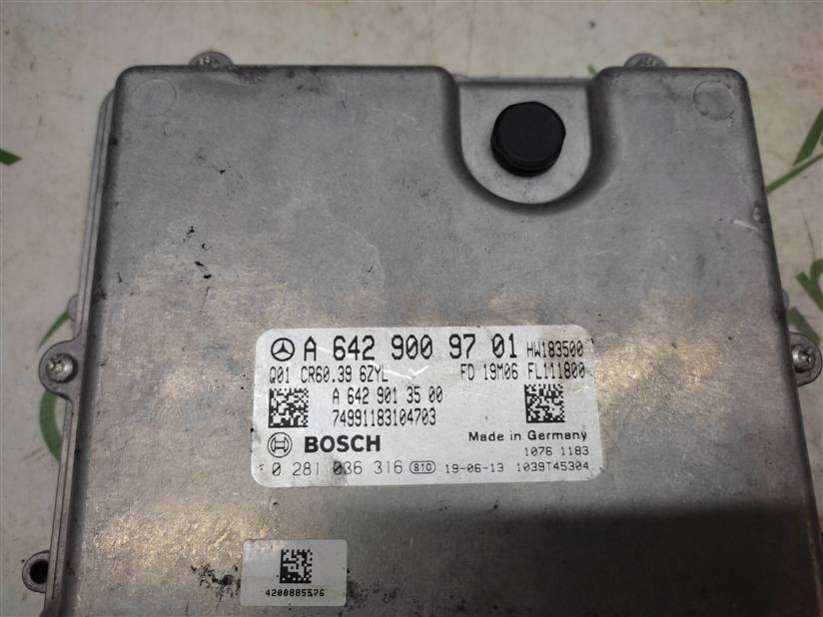 A 642 900 97 01 HW183500
Q01 CR60.39 6ZYL FD 19M06 FL111800
A 642 901 35 00
74991183104703
BOSCH Made in Germany
1076 1183
0 281 036 316 810 19-06-13 1039T45304
4200885576